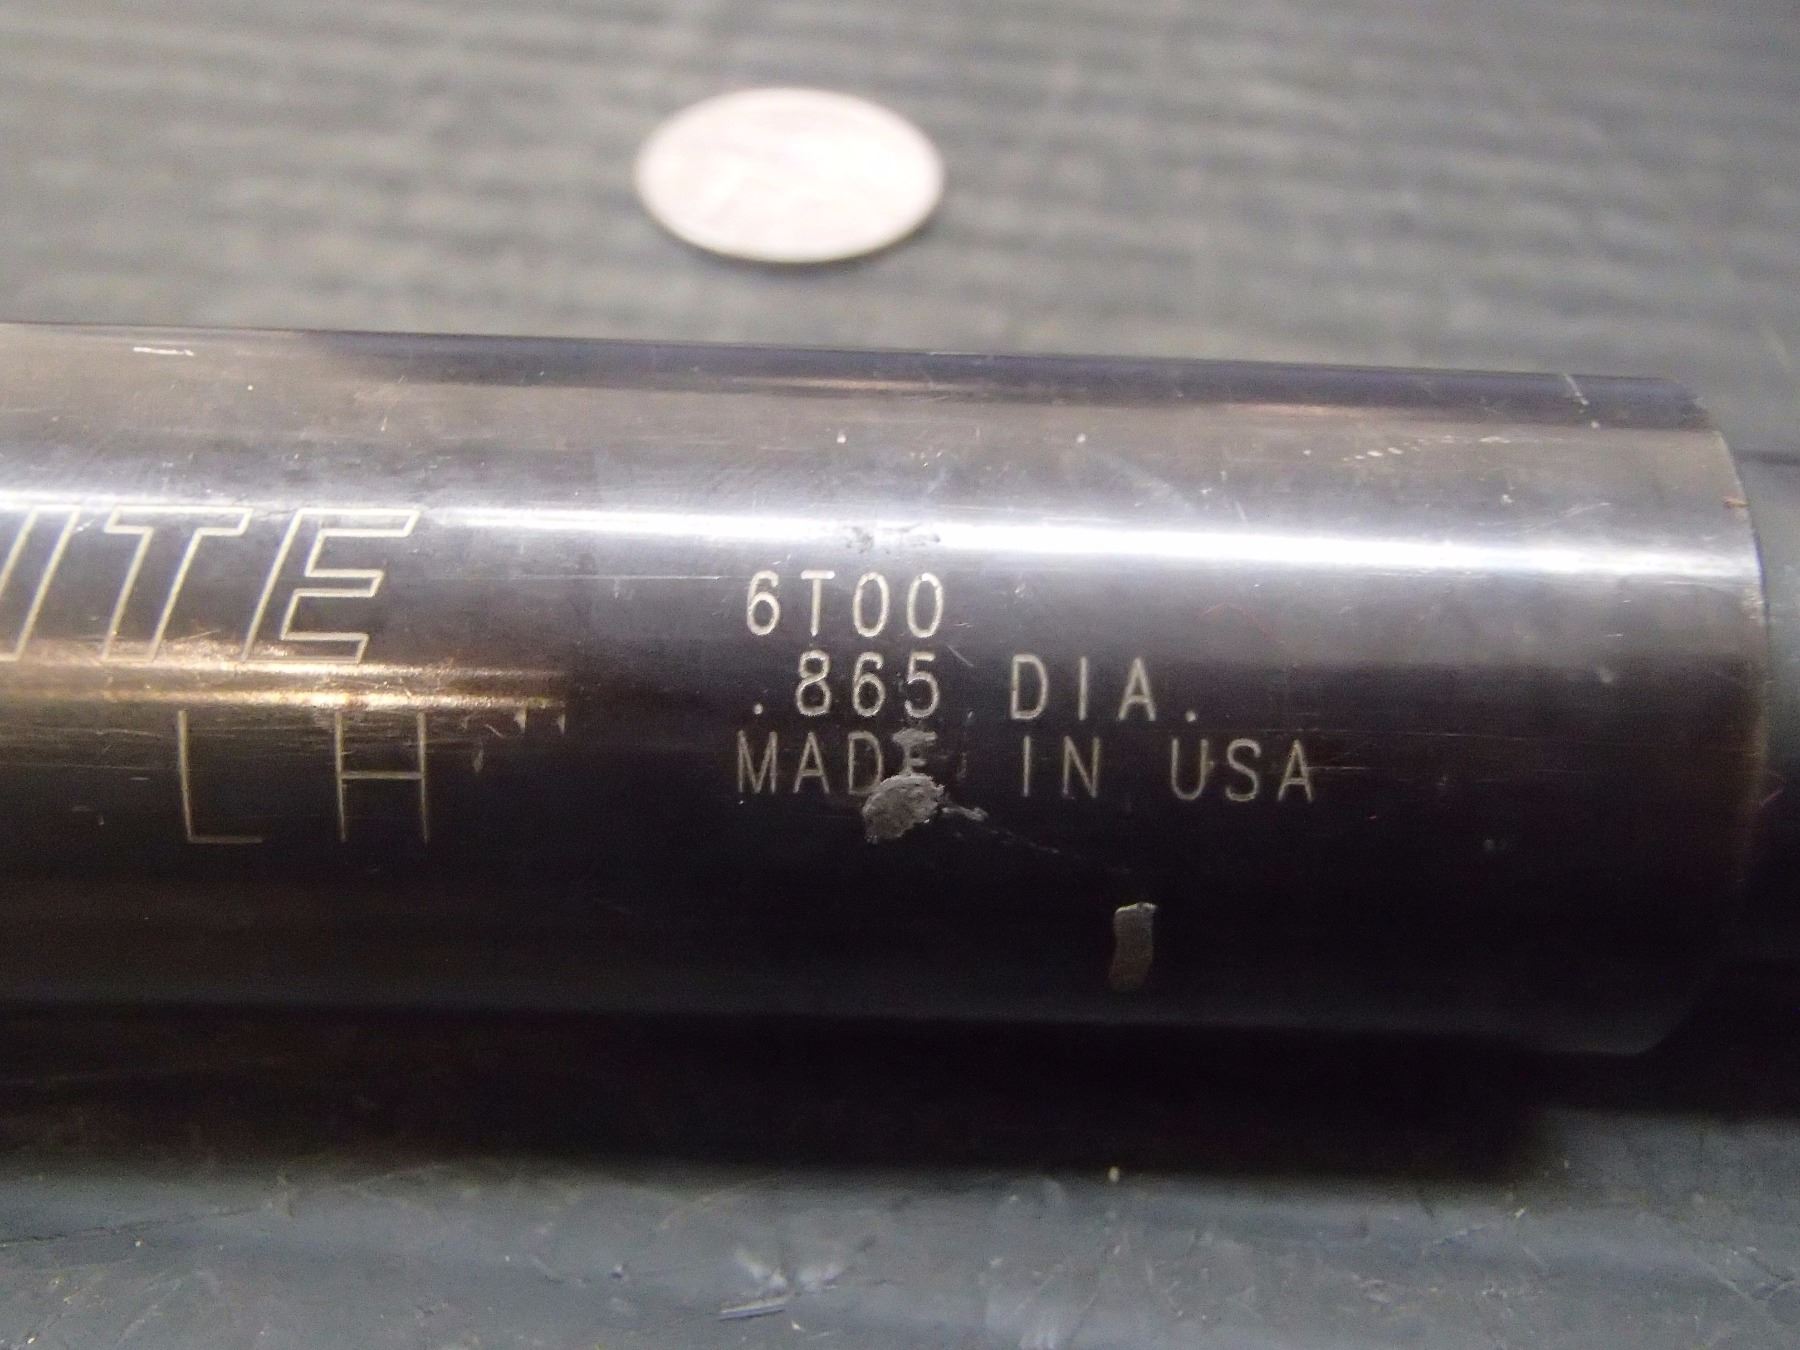 ITE
LH
6T00
.865 DIA.
MADE IN USA